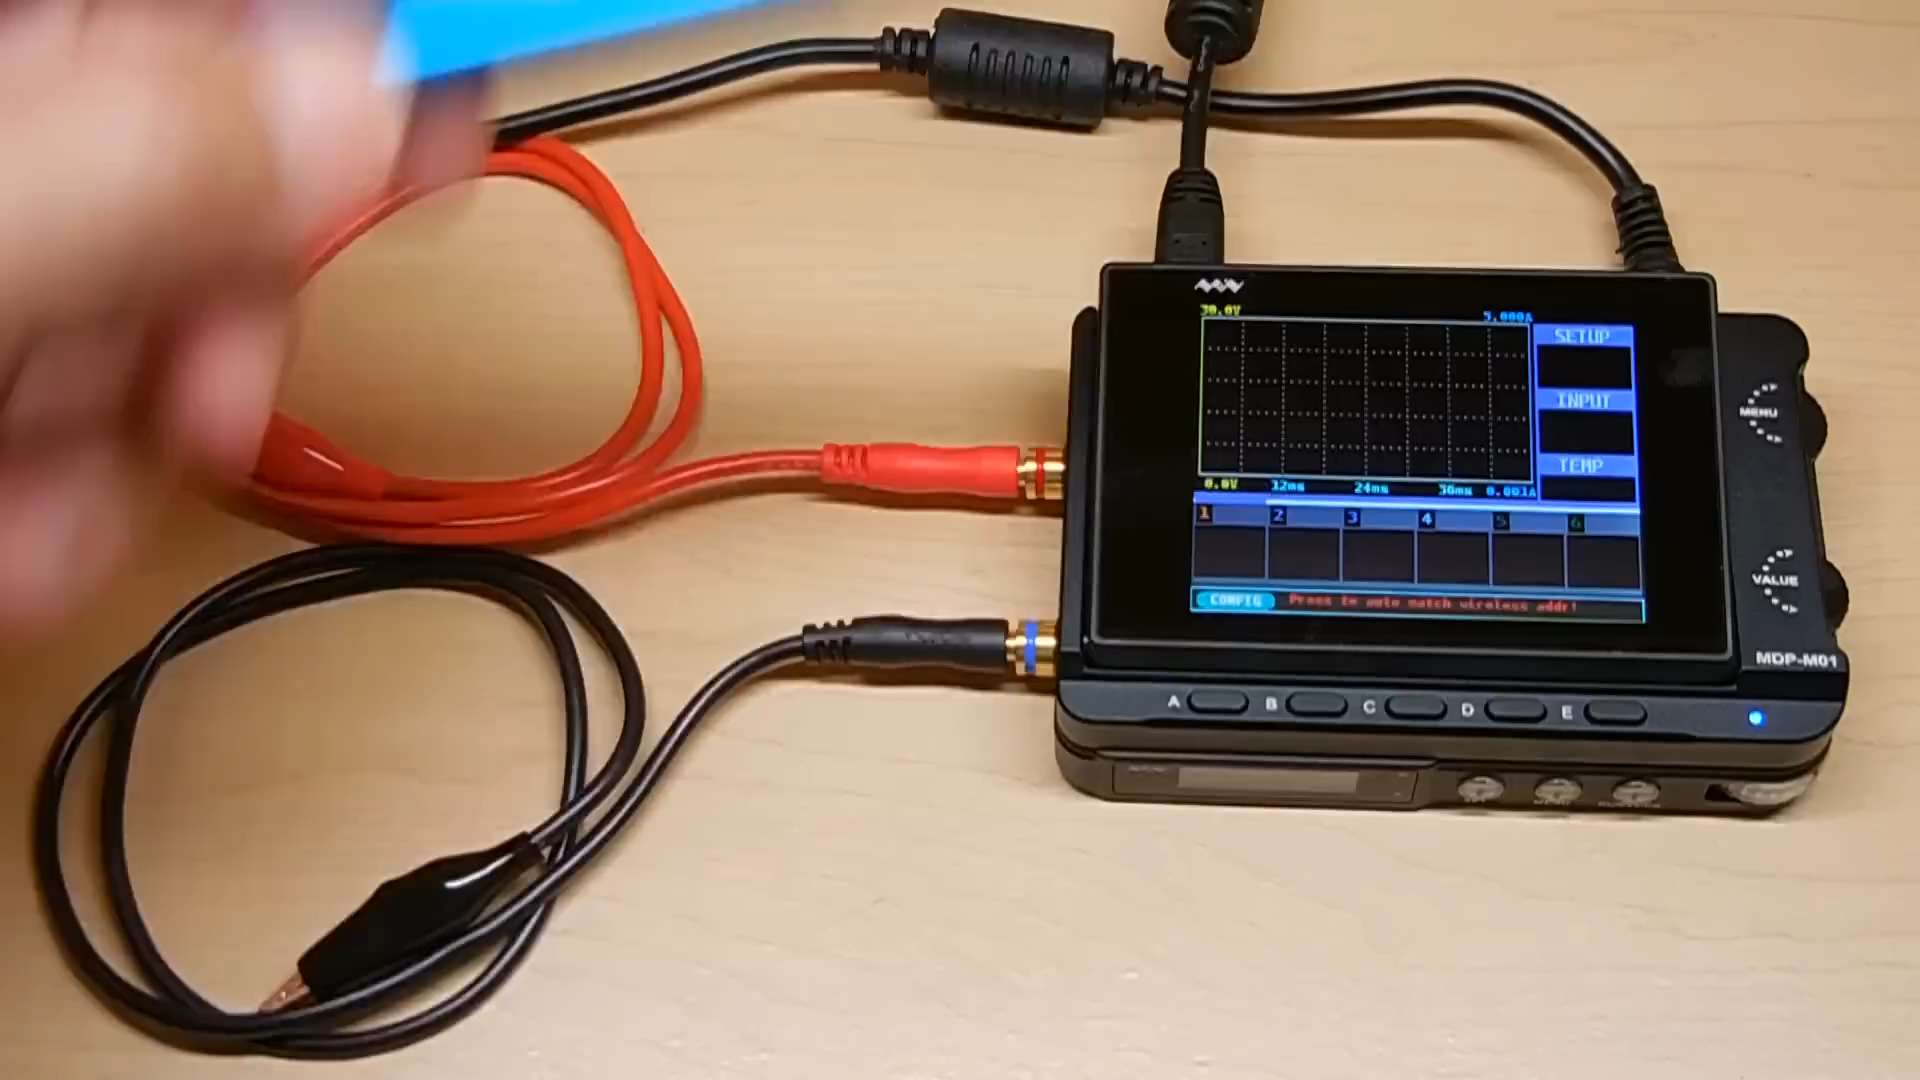 30.0V 5.000A
SETUP
INPUT
TEMP
0.0V 12ms 24ms 36ms 0.001A
1 2 3 4 5 6
CONFIG Press to auto match wireless addr!
MENU
VALUE
MDP-M01
A B C D E